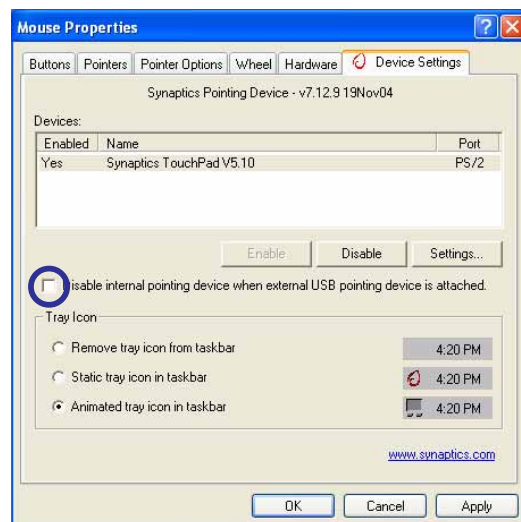 Mouse Properties
Buttons Pointers Pointer Options Wheel Hardware Device Settings
Synaptics Pointing Device - v7.12.9 19Nov04
Devices:
Enabled Name Port
Yes Synaptics TouchPad V5.10 PS/2
Enable Disable Settings...
Disable internal pointing device when external USB pointing device is attached.
Tray Icon
Remove tray icon from taskbar 4:20 PM
Static tray icon in taskbar 4:20 PM
Animated tray icon in taskbar 4:20 PM
www.synaptics.com
OK Cancel Apply